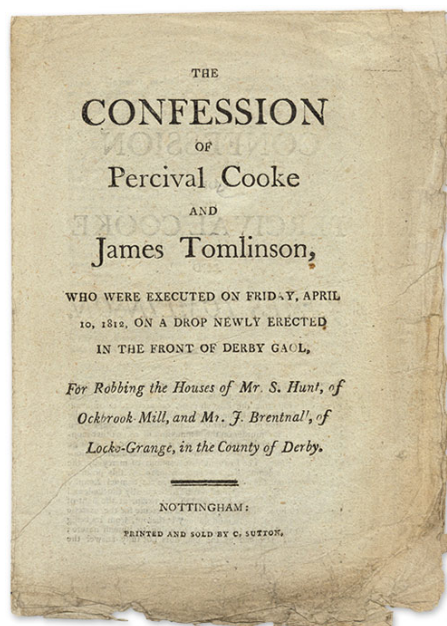 THE
CONFESSION
OF
Percival Cooke
AND
James Tomlinson,
WHO WERE EXECUTED ON FRIDAY, APRIL
10, 1812, ON A DROP NEWLY ERECTED
IN THE FRONT OF DERBY GAOL,
For Robbing the Houses of Mr. S. Hunt, of
Ockbrook-Mill, and Mr. J. Brentnall, of
Locko-Grange, in the County of Derby.
NOTTINGHAM:
PRINTED AND SOLD BY C. SUTTON.